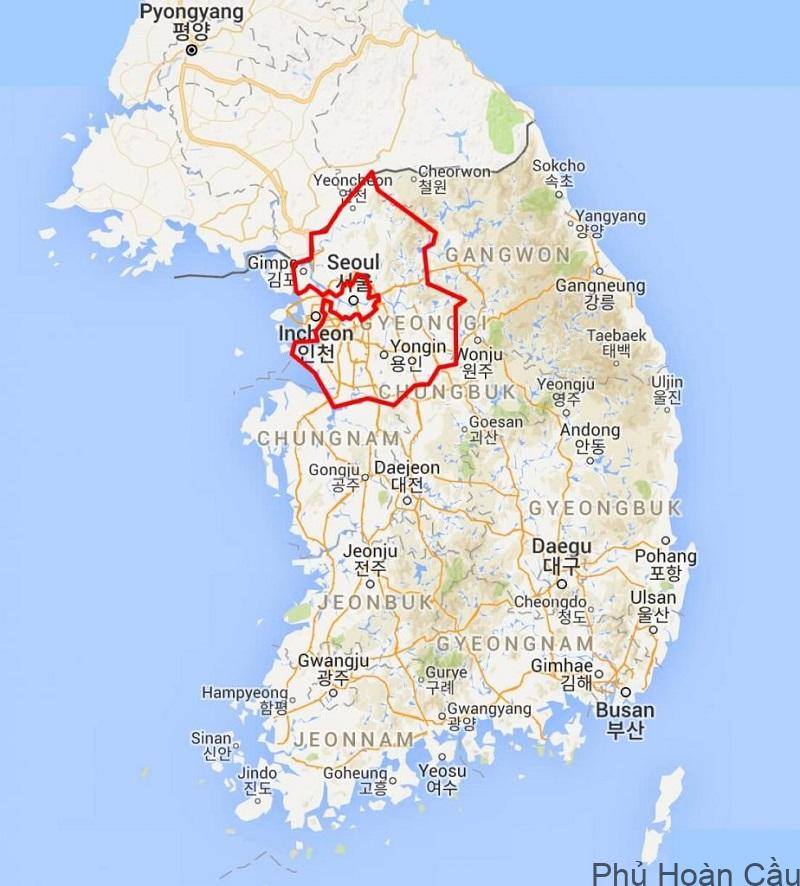 Pyongyang
평양
Cheorwon
철원
Yeoncheon
연천
Sokcho
속초
Yangyang
양양
Gimpo
김포
Seoul
서울
GANGWON
Gangneung
강릉
Incheon
인천
GYEONGGI
Yongin
용인
Wonju
원주
Taebaek
태백
CHUNGBUK
Yeongju
영주
Uljin
울진
CHUNGNAM
Goesan
괴산
Andong
안동
Gongju
공주
Daejeon
대전
GYEONGBUK
Jeonju
전주
Daegu
대구
Pohang
포항
JEONBUK
Cheongdo
청도
Ulsan
울산
GYEONGNAM
Gwangju
광주
Gurye
구례
Gimhae
김해
Hampyeong
함평
Gwangyang
광양
Busan
부산
Sinan
신안
JEONNAM
Jindo
진도
Goheung
고흥
Yeosu
여수
Phủ Hoàn Cầu